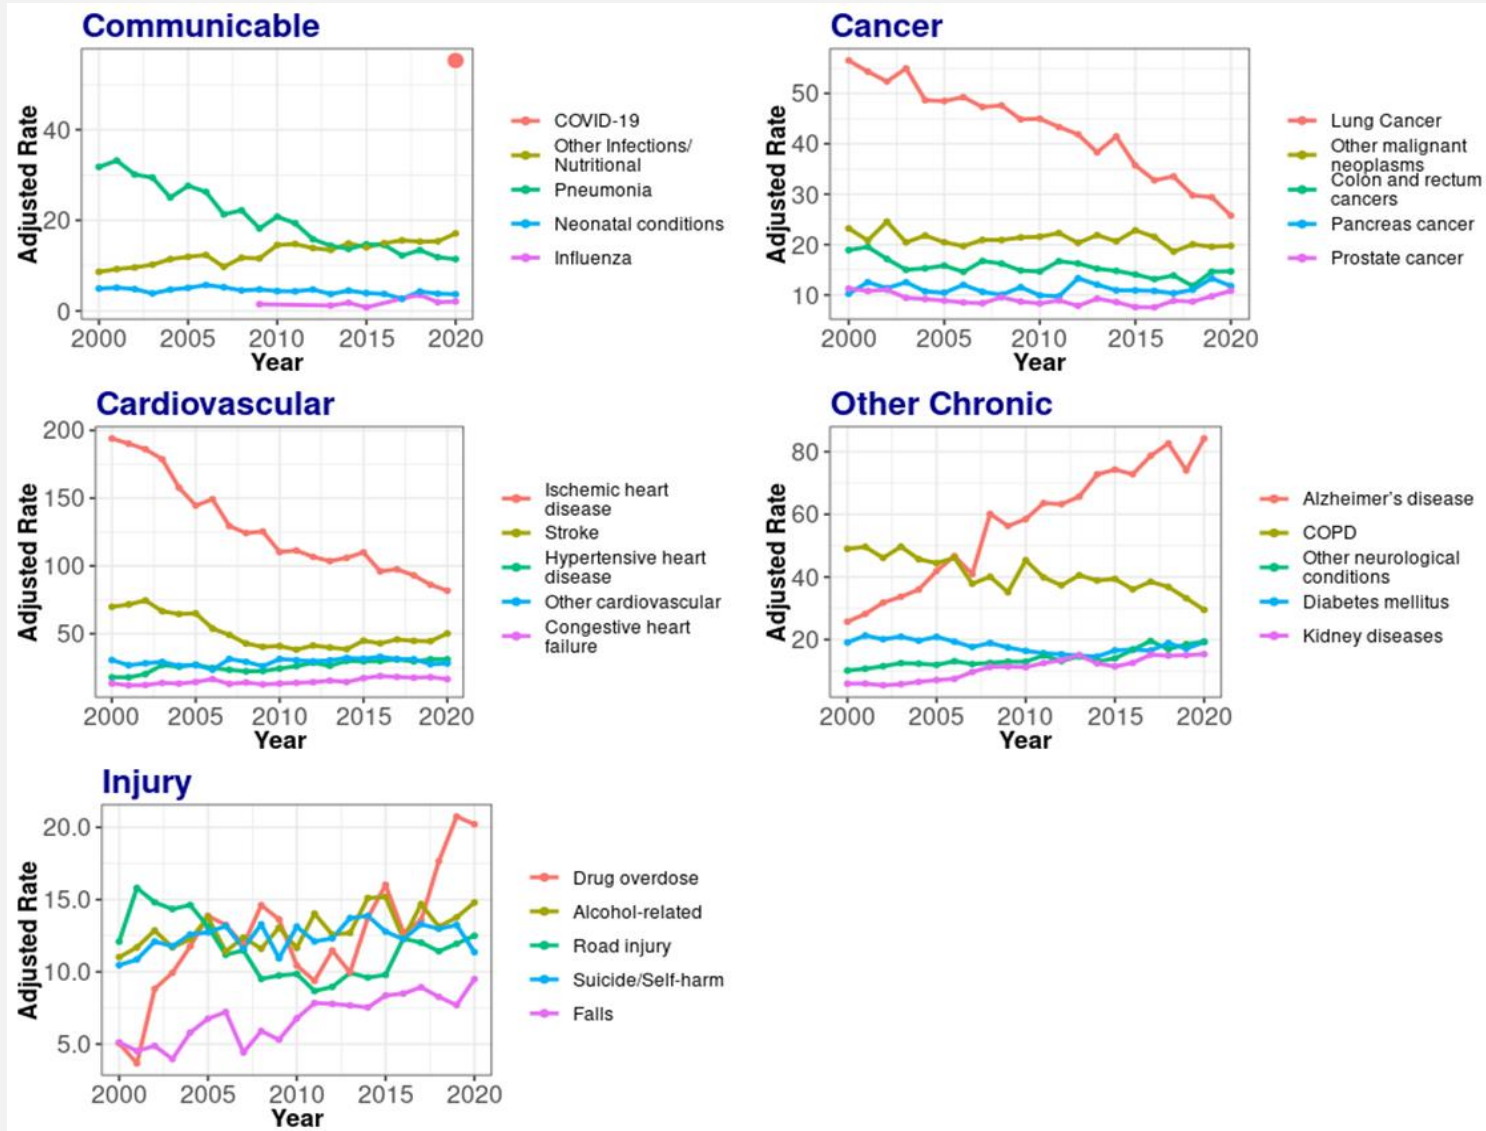 Communicable
Adjusted Rate
40
20
0
2000 2005 2010 2015 2020
Year
COVID-19
Other Infections/
Nutritional
Pneumonia
Neonatal conditions
Influenza
Cancer
Adjusted Rate
50
40
30
20
10
2000 2005 2010 2015 2020
Year
Lung Cancer
Other malignant
neoplasms
Colon and rectum
cancers
Pancreas cancer
Prostate cancer
Cardiovascular
Adjusted Rate
200
150
100
50
2000 2005 2010 2015 2020
Year
Ischemic heart
disease
Stroke
Hypertensive heart
disease
Other cardiovascular
Congestive heart
failure
Other Chronic
Adjusted Rate
80
60
40
20
2000 2005 2010 2015 2020
Year
Alzheimer's disease
COPD
Other neurological
conditions
Diabetes mellitus
Kidney diseases
Injury
Adjusted Rate
20.0
15.0
10.0
5.0
2000 2005 2010 2015 2020
Year
Drug overdose
Alcohol-related
Road injury
Suicide/Self-harm
Falls